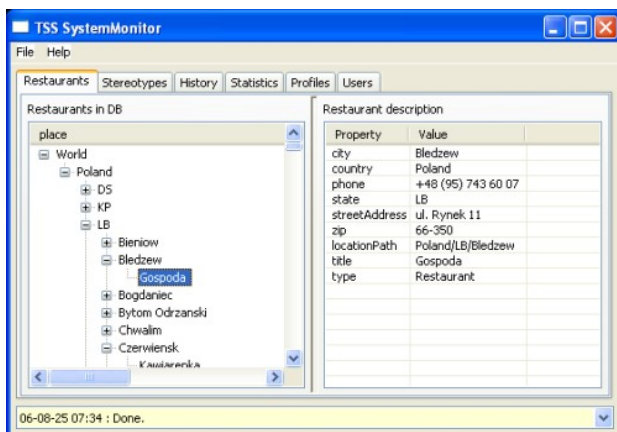 TSS SystemMonitor
File Help
Restaurants Stereotypes History Statistics Profiles Users
Restaurants in DB
place
World
Poland
DS
KP
LB
Bieniow
Bledzew
Gospoda
Bogdaniec
Bytom Odrzanski
Chwalim
Czerwiensk
Kawiarenka
Restaurant description
Property Value
city Bledzew
country Poland
phone +48 (95) 743 60 07
state LB
streetAddress ul. Rynek 11
zip 66-350
locationPath Poland/LB/Bledzew
title Gospoda
type Restaurant
06-08-25 07:34 : Done.